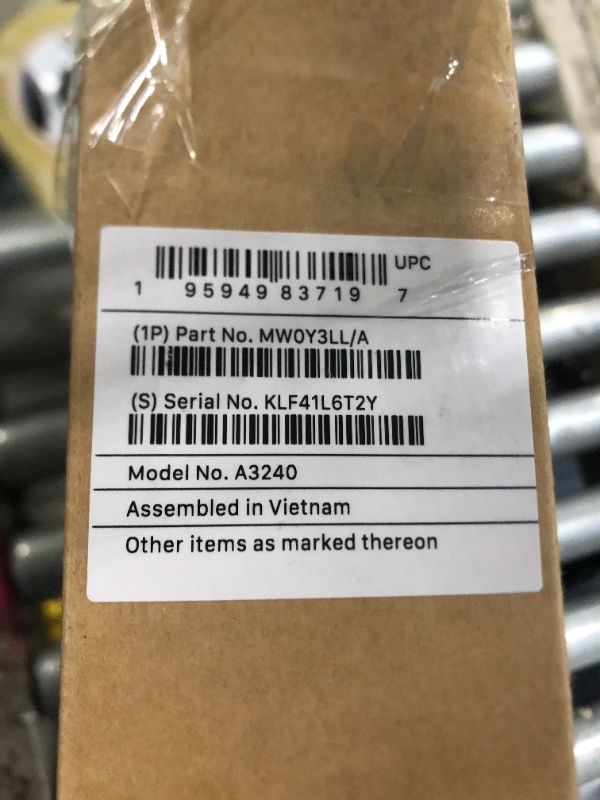 UPC
1 95949 83719 7
(1P) Part No. MW0Y3LL/A
(S) Serial No. KLF41L6T2Y
Model No. A3240
Assembled in Vietnam
Other items as marked thereon